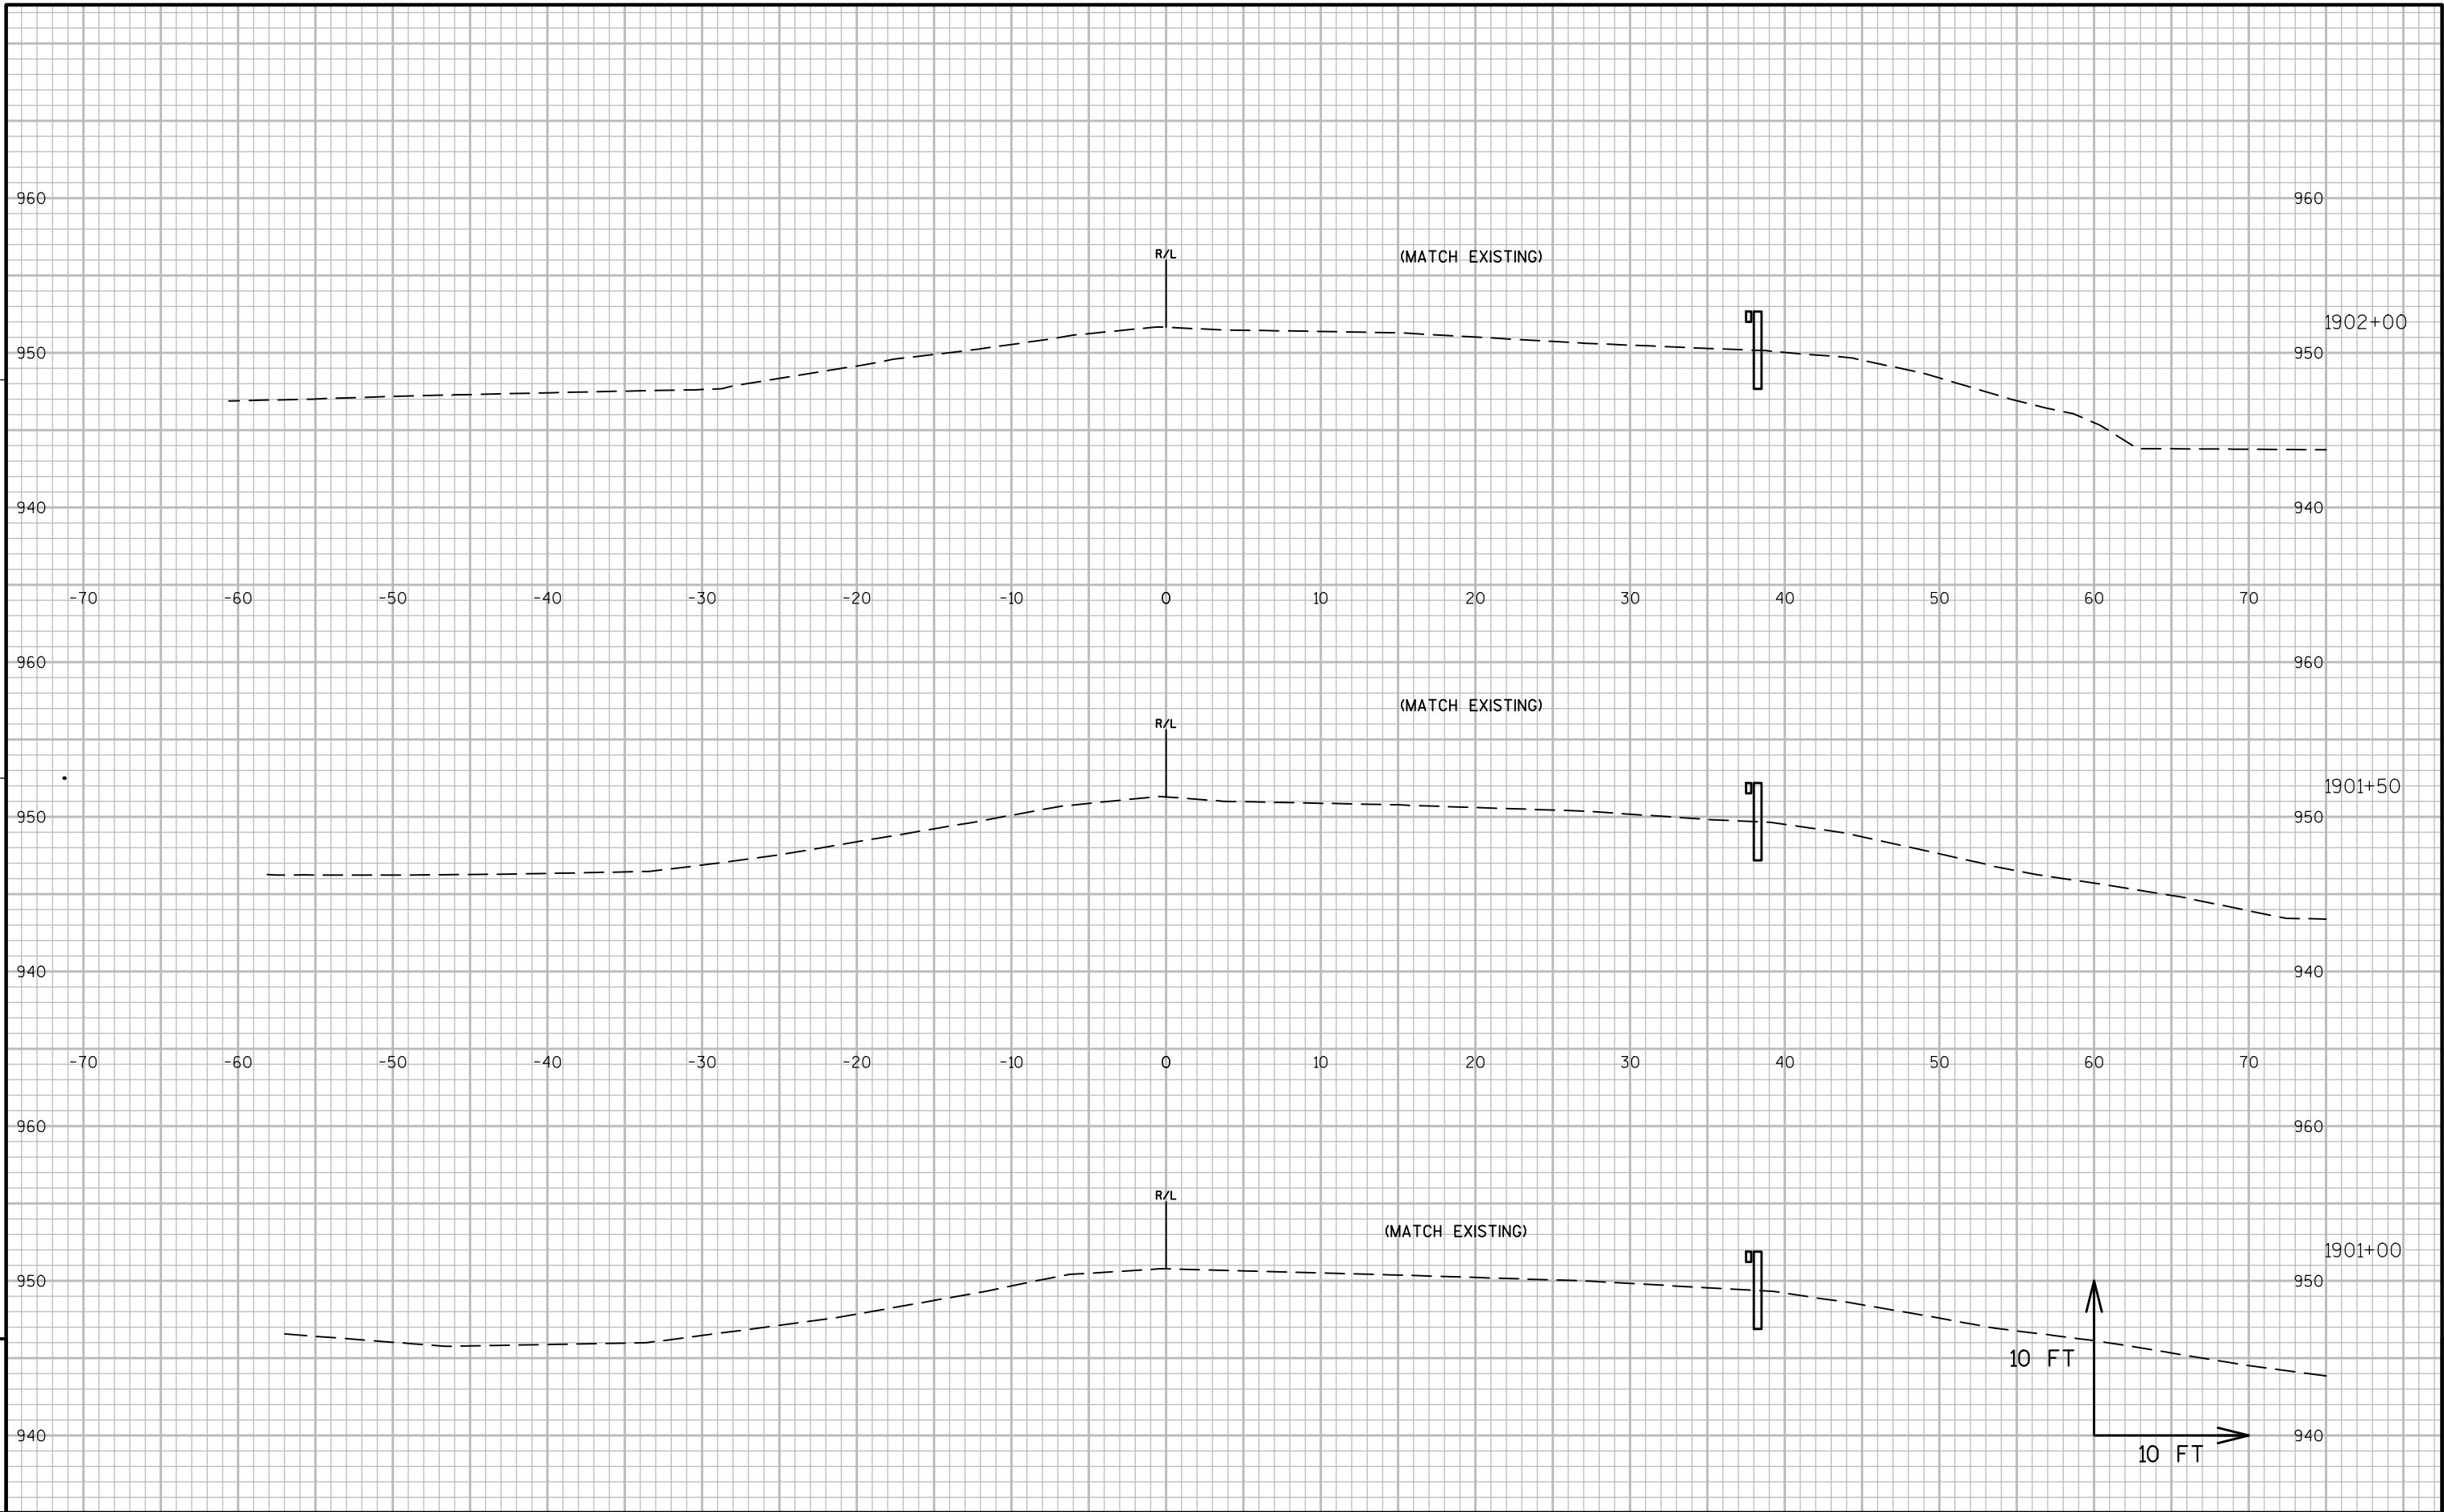 960 960
R/L (MATCH EXISTING)
1902+00
950 950
940 940
-70 -60 -50 -40 -30 -20 -10 0 10 20 30 40 50 60 70
960 960
(MATCH EXISTING)
R/L
1901+50
950 950
940 940
-70 -60 -50 -40 -30 -20 -10 0 10 20 30 40 50 60 70
960 960
R/L
(MATCH EXISTING)
1901+00
950 950
10 FT
940 940
10 FT